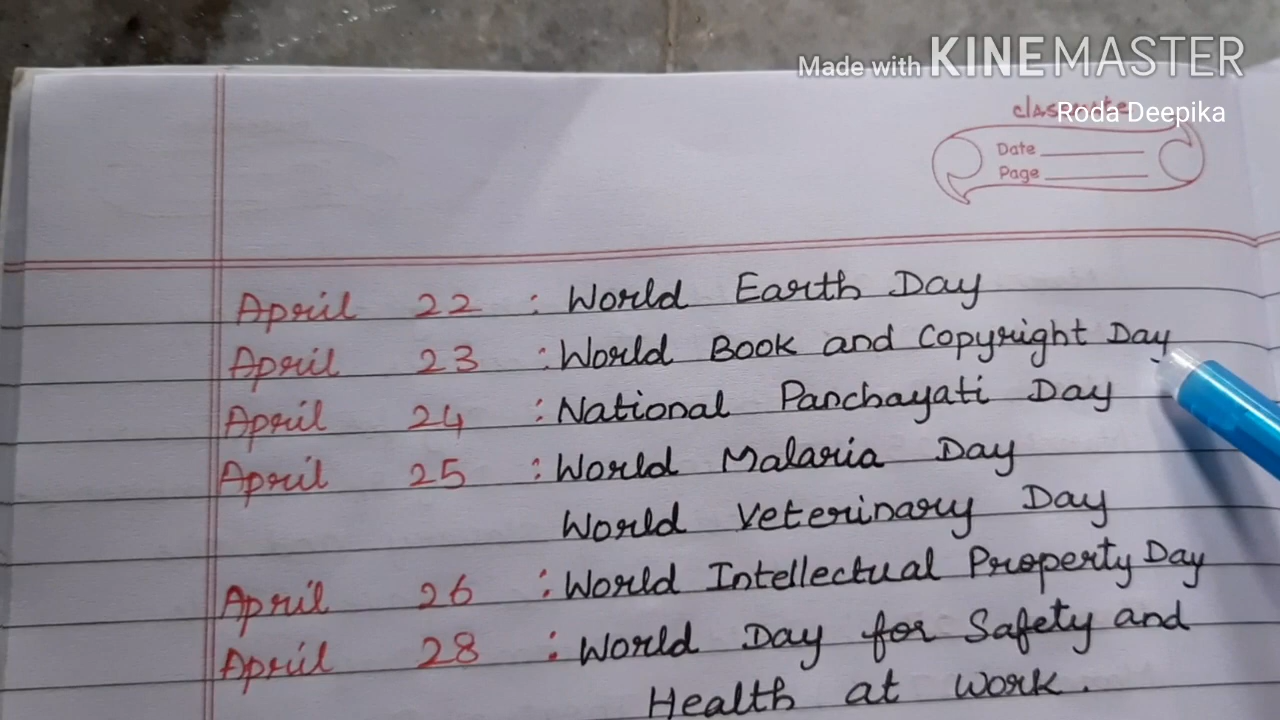 Made with KINEMASTER
Roda Deepika
Date
Page
April 22 : World Earth Day
April 23 : World Book and Copyright Day
April 24 : National Panchayati Day
April 25 : World Malaria Day
World Veterinary Day
April 26 : World Intellectual Property Day
April 28 : World Day for Safety and
Health at work.